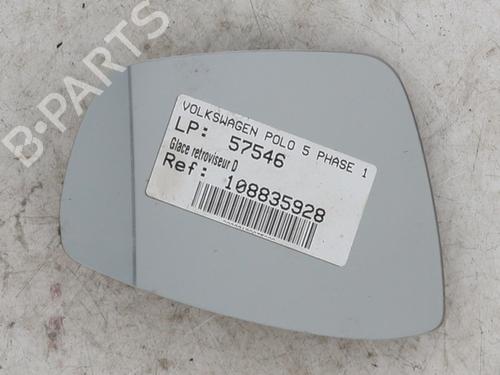 B-PARTS
VOLKSWAGEN POLO 5 PHASE 1
LP: 57546
Glace retroviseur D
Ref: 108835928